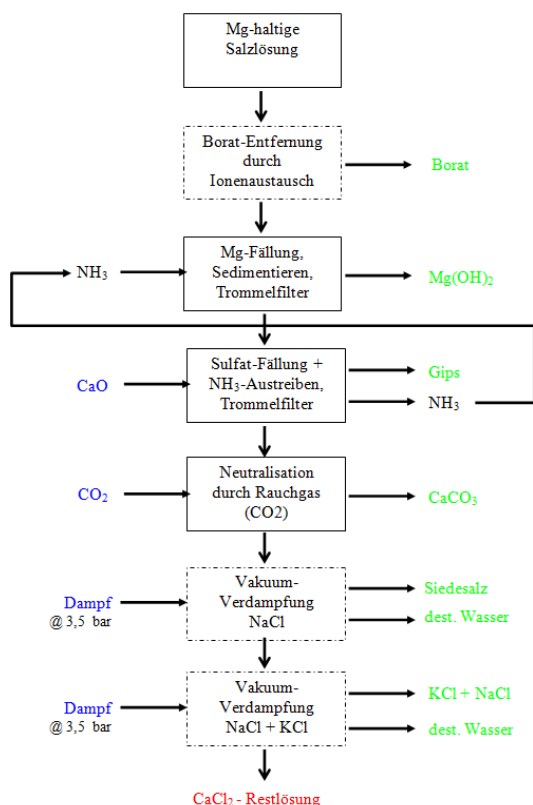 Mg-haltige
Salzlösung
Borat-Entfernung
durch
Ionenaustausch
Borat
NH₃
Mg-Fällung,
Sedimentieren,
Trommelfilter
Mg(OH)₂
CaO
Sulfat-Fällung +
NH₃-Austreiben,
Trommelfilter
Gips
NH₃
CO₂
Neutralisation
durch Rauchgas
(CO2)
CaCO₃
Dampf
@ 3,5 bar
Vakuum-
Verdampfung
NaCl
Siedesalz
dest. Wasser
Dampf
@ 3,5 bar
Vakuum-
Verdampfung
NaCl + KCl
KCl + NaCl
dest. Wasser
CaCl₂ - Restlösung